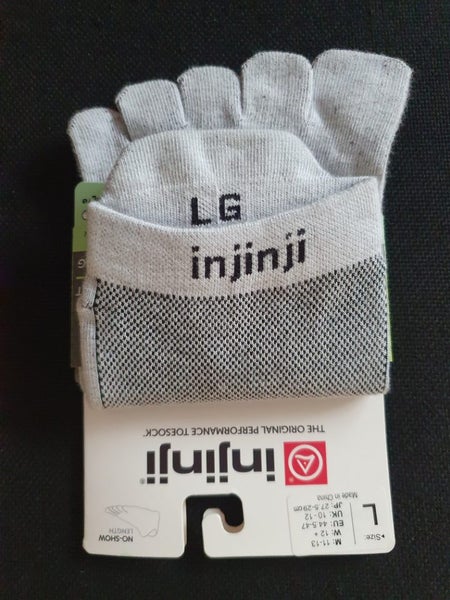 LG
injinji
THE ORIGINAL PERFORMANCE TOESOCK™
injinji®
NO-SHOW
LENGTH
•Size:
L
M: 11-13
W: 12 +
EU: 44.5-47
UK: 10-12
JP: 27.5-29cm
Made in China